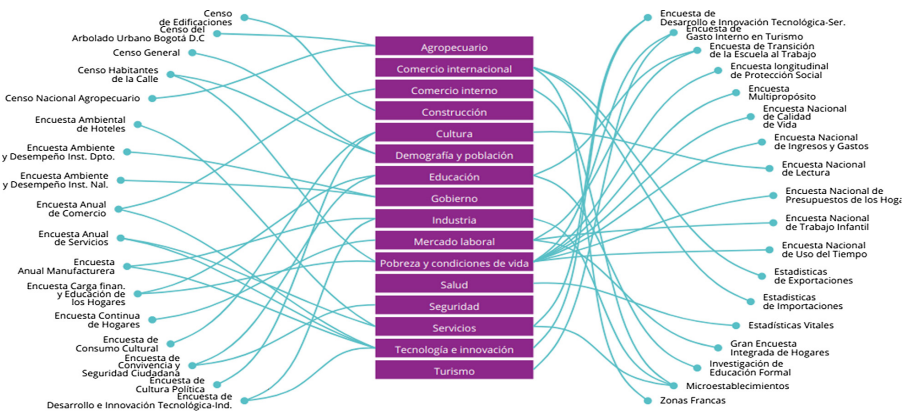 Censo
de Edificaciones
Censo del
Arbolado Urbano Bogotá D.C
Censo General
Censo Habitantes
de la Calle
Censo Nacional Agropecuario
Encuesta Ambiental
de Hoteles
Encuesta Ambiente
y Desempeño Inst. Dpto.
Encuesta Ambiente
y Desempeño Inst. Nal.
Encuesta Anual
de Comercio
Encuesta Anual
de Servicios
Encuesta
Anual Manufacturera
Encuesta Carga finan.
y Educación de
los Hogares
Encuesta Continua
de Hogares
Encuesta de
Consumo Cultural
Encuesta de
Convivencia y
Seguridad Ciudadana
Encuesta de
Cultura Política
Encuesta de
Desarrollo e Innovación Tecnológica-Ind.
Agropecuario
Comercio internacional
Comercio interno
Construcción
Cultura
Demografía y población
Educación
Gobierno
Industria
Mercado laboral
Pobreza y condiciones de vida
Salud
Seguridad
Servicios
Tecnología e innovación
Turismo
Encuesta de
Desarrollo e Innovación Tecnológica-Ser.
Encuesta de
Gasto Interno en Turismo
Encuesta de Transición
de la Escuela al Trabajo
Encuesta longitudinal
de Protección Social
Encuesta
Multipropósito
Encuesta Nacional
de Calidad
de Vida
Encuesta Nacional
de Ingresos y Gastos
Encuesta Nacional
de Lectura
Encuesta Nacional de
Presupuestos de los Hoga
Encuesta Nacional
de Trabajo Infantil
Encuesta Nacional
de Uso del Tiempo
Estadisticas
de Exportaciones
Estadisticas
de Importaciones
Estadísticas Vitales
Gran Encuesta
Integrada de Hogares
Investigación de
Educación Formal
Microestablecimientos
Zonas Francas